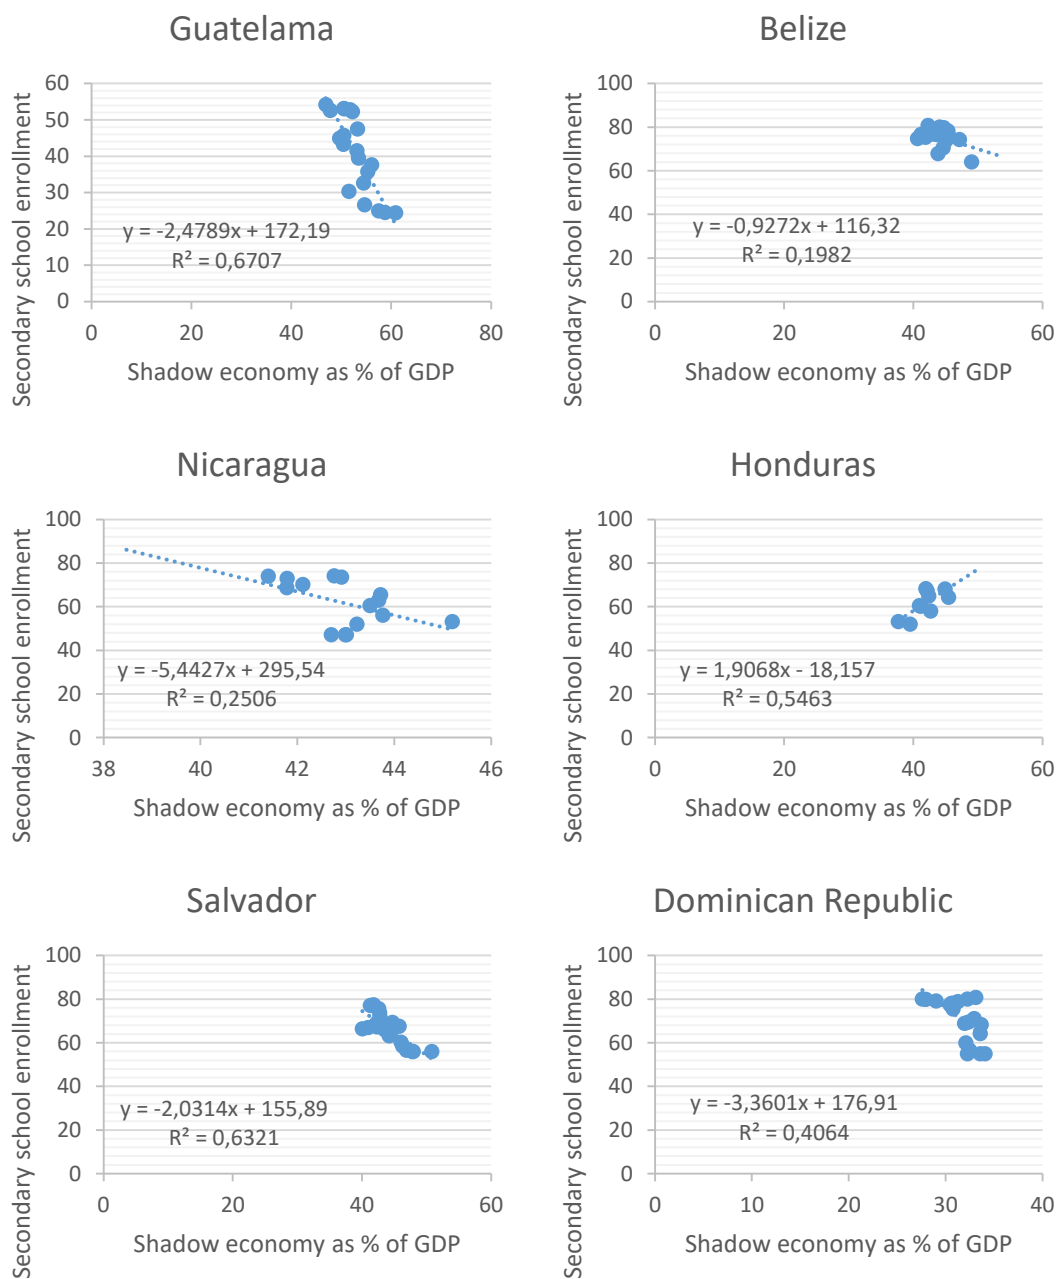 Guatelama
Secondary school enrollment
60
50
40
30
20
10
0
y = -2,4789x + 172,19
R² = 0,6707
0 20 40 60 80
Shadow economy as % of GDP
Belize
Secondary school enrollment
100
80
60
40
20
0
y = -0,9272x + 116,32
R² = 0,1982
0 20 40 60
Shadow economy as % of GDP
Nicaragua
Secondary school enrollment
100
80
60
40
20
0
y = -5,4427x + 295,54
R² = 0,2506
38 40 42 44 46
Shadow economy as % of GDP
Honduras
Secondary school enrollment
100
80
60
40
20
0
y = 1,9068x - 18,157
R² = 0,5463
0 20 40 60
Shadow economy as % of GDP
Salvador
Secondary school enrollment
100
80
60
40
20
0
y = -2,0314x + 155,89
R² = 0,6321
0 20 40 60
Shadow economy as % of GDP
Dominican Republic
Secondary school enrollment
100
80
60
40
20
0
y = -3,3601x + 176,91
R² = 0,4064
0 10 20 30 40
Shadow economy as % of GDP